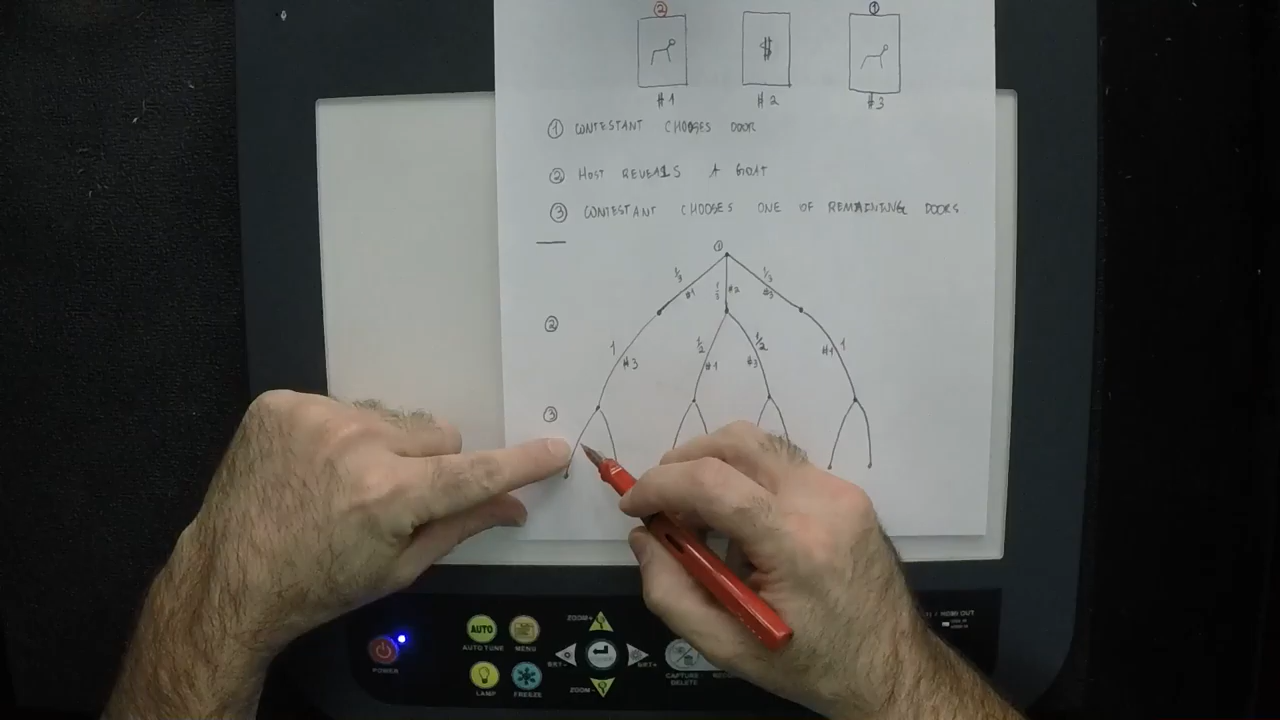 ② ①
$
#1 #2 #3
① CONTESTANT CHOOSES DOOR
② HOST REVEALS A GOAT
③ CONTESTANT CHOOSES ONE OF REMAINING DOORS
①
1/3 1/3 1/3
#1 #2 #3
②
1 1/2 1/2 1
#3 #1 #3 #1
③
ZOOM+
AUTO
AUTO TUNE MENU
POWER
BRT- BRT+
LAMP FREEZE
ZOOM-
CAPTURE
DELETE